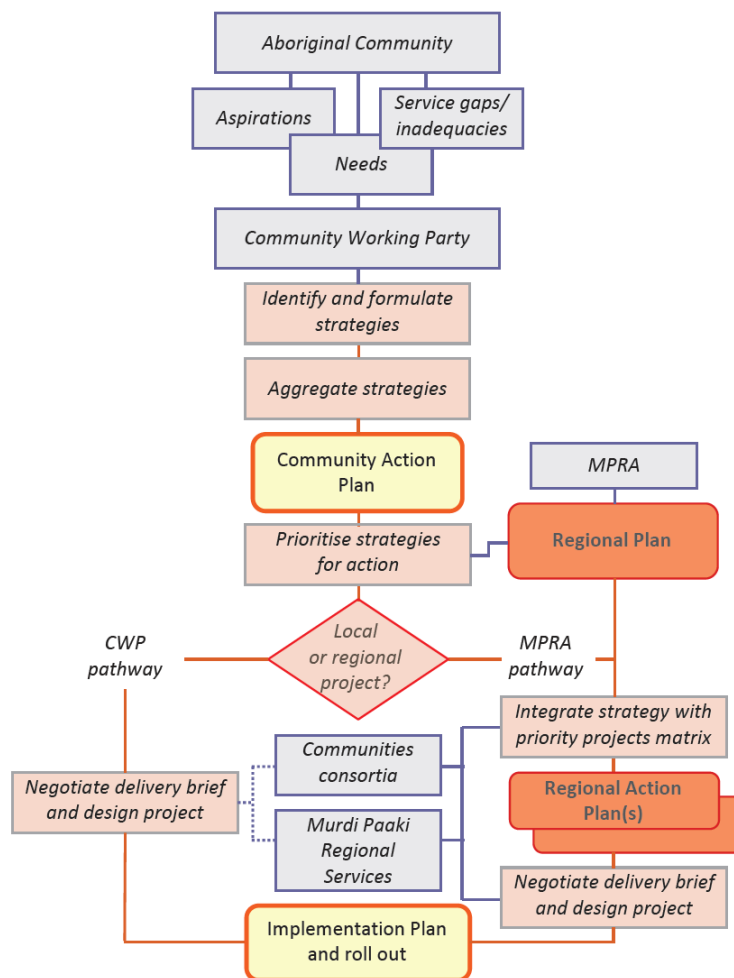 Aboriginal Community
Aspirations
Service gaps/
inadequacies
Needs
Community Working Party
Identify and formulate
strategies
Aggregate strategies
Community Action
Plan
MPRA
Prioritise strategies
for action
Regional Plan
CWP
pathway
Local
or regional
project?
MPRA
pathway
Integrate strategy with
priority projects matrix
Communities
consortia
Negotiate delivery brief
and design project
Regional Action
Plan(s)
Murdi Paaki
Regional
Services
Negotiate delivery brief
and design project
Implementation Plan
and roll out